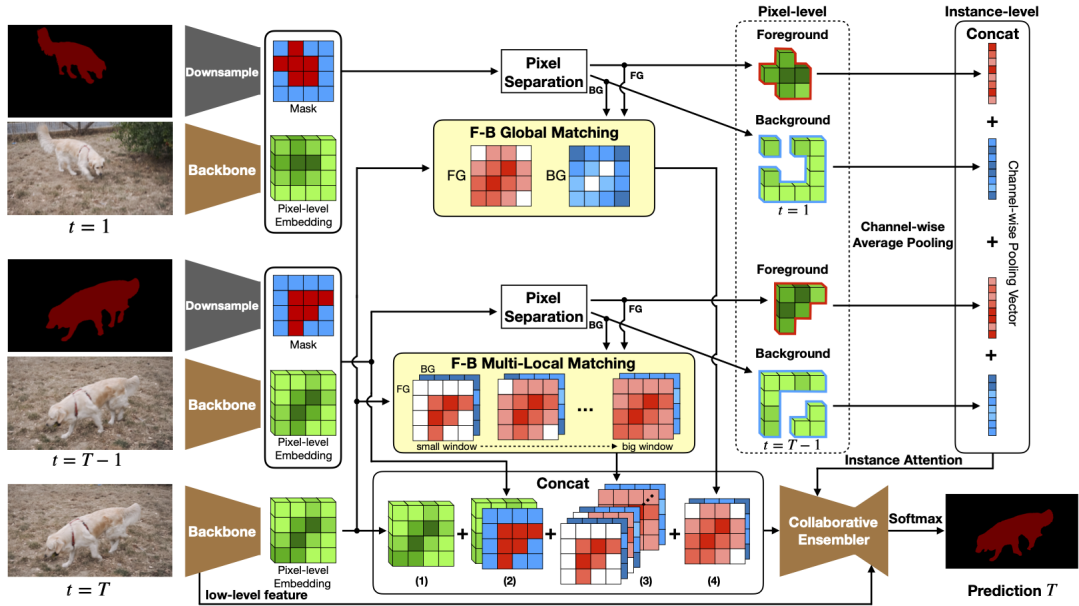 Pixel-level
Instance-level
Foreground
Concat
Downsample
Mask
Pixel
Separation
FG
BG
Background
F-B Global Matching
FG
BG
Backbone
Pixel-level
Embedding
t = 1
t = 1
Channel-wise Pooling Vector
Channel-wise
Average Pooling
+
+
+
Foreground
Downsample
Mask
Pixel
Separation
FG
BG
Background
F-B Multi-Local Matching
BG
FG
...
small window
big window
Backbone
Pixel-level
Embedding
t = T − 1
t = T − 1
Instance Attention
Concat
Backbone
Pixel-level
Embedding
+
+
+
(1)
(2)
(3)
(4)
Collaborative
Ensembler
Softmax
t = T
low-level feature
Prediction T